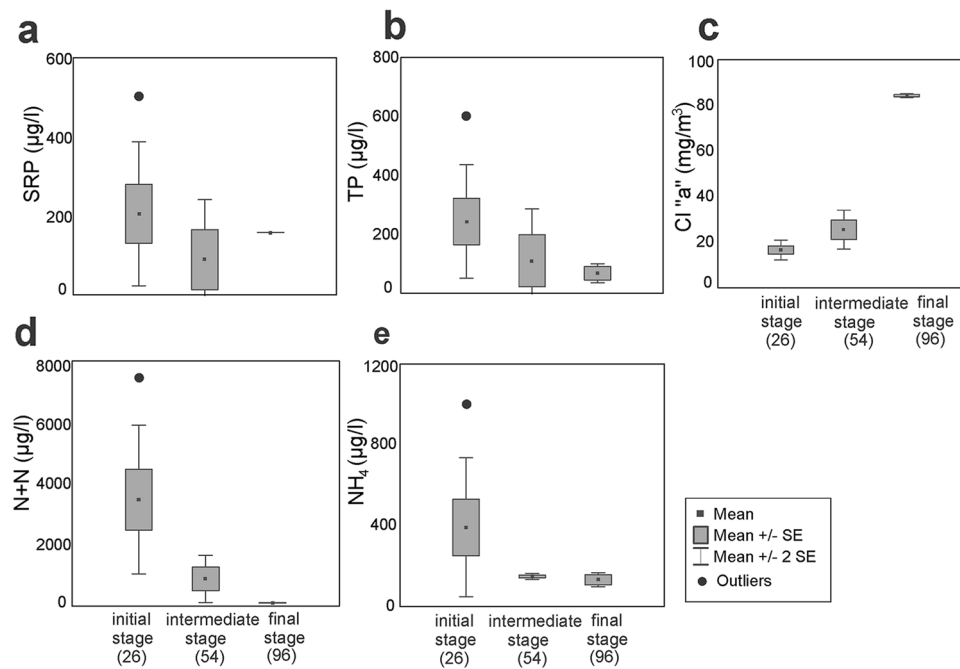 a
SRP (µg/l)
600
400
200
0
b
TP (µg/l)
800
600
400
200
0
c
Cl "a" (mg/m³)
100
80
60
40
20
0
initial stage (26)
intermediate stage (54)
final stage (96)
d
N+N (µg/l)
8000
6000
4000
2000
0
initial stage (26)
intermediate stage (54)
final stage (96)
e
NH₄ (µg/l)
1200
800
400
0
initial stage (26)
intermediate stage (54)
final stage (96)
Mean
Mean +/- SE
Mean +/- 2 SE
Outliers